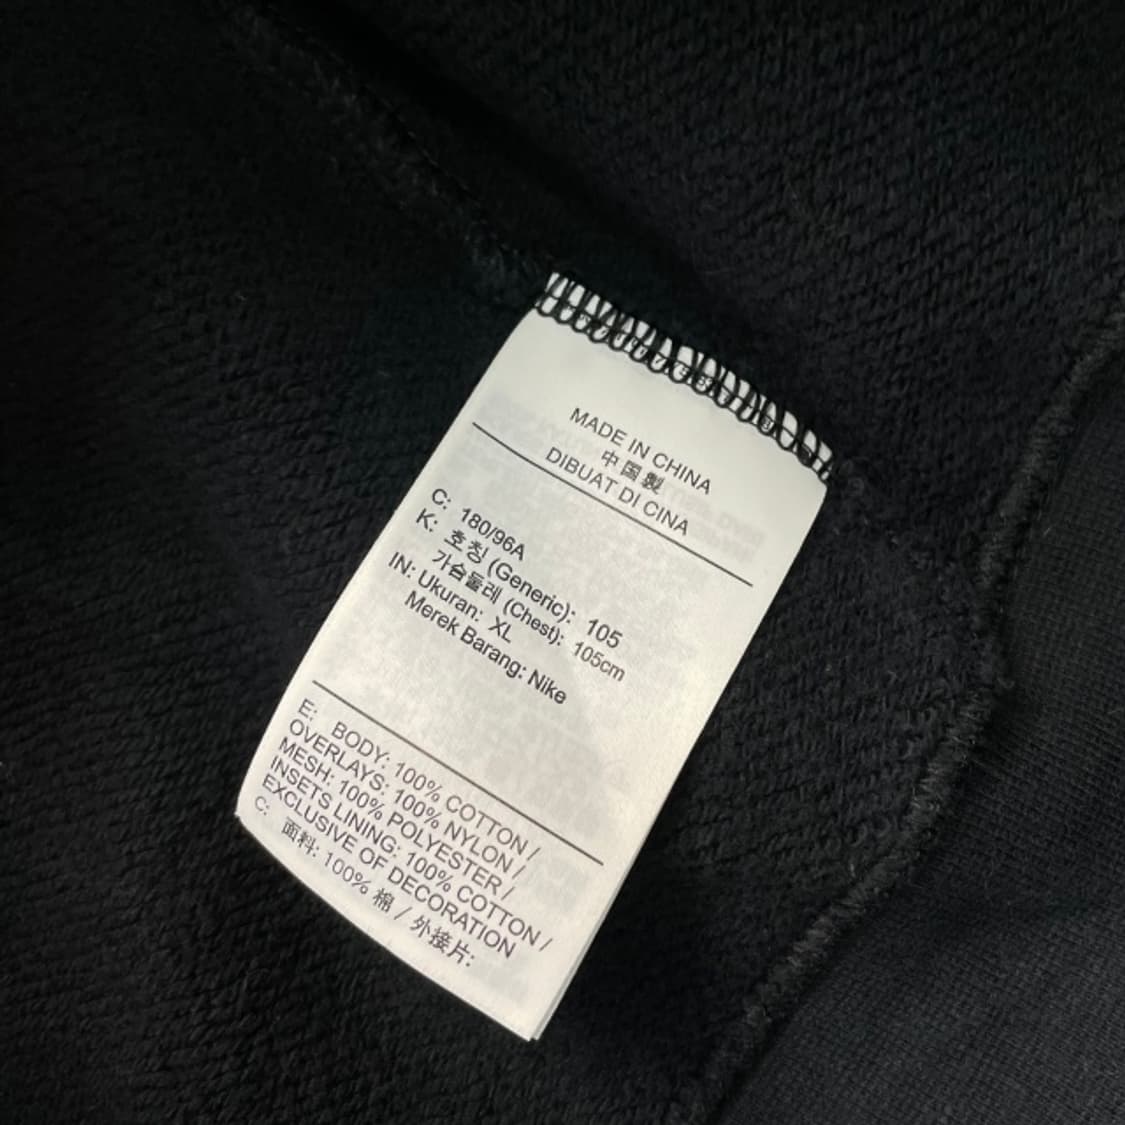 MADE IN CHINA
中国製
DIBUAT DI CINA
C: 180/96A
K: 호칭 (Generic): 105
가슴둘레 (Chest): 105cm
IN: Ukuran: XL
Merek Barang: Nike
E: BODY: 100% COTTON /
OVERLAYS: 100% NYLON /
MESH: 100% POLYESTER /
INSETS LINING: 100% COTTON /
EXCLUSIVE OF DECORATION
C: 面料: 100% 棉 / 外接片: